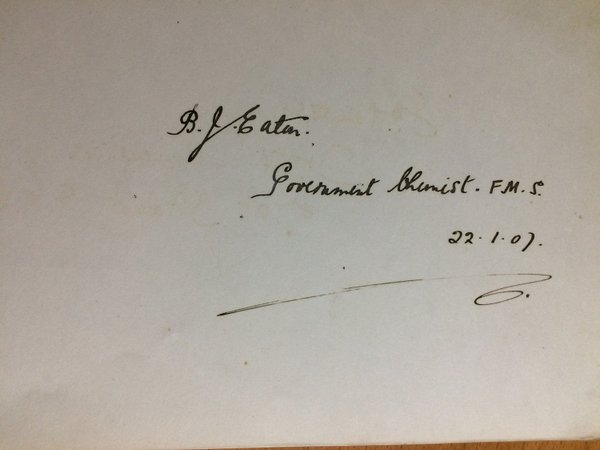 B. J. Eaton.
Government Chemist. F.M.S.
22.1.07.